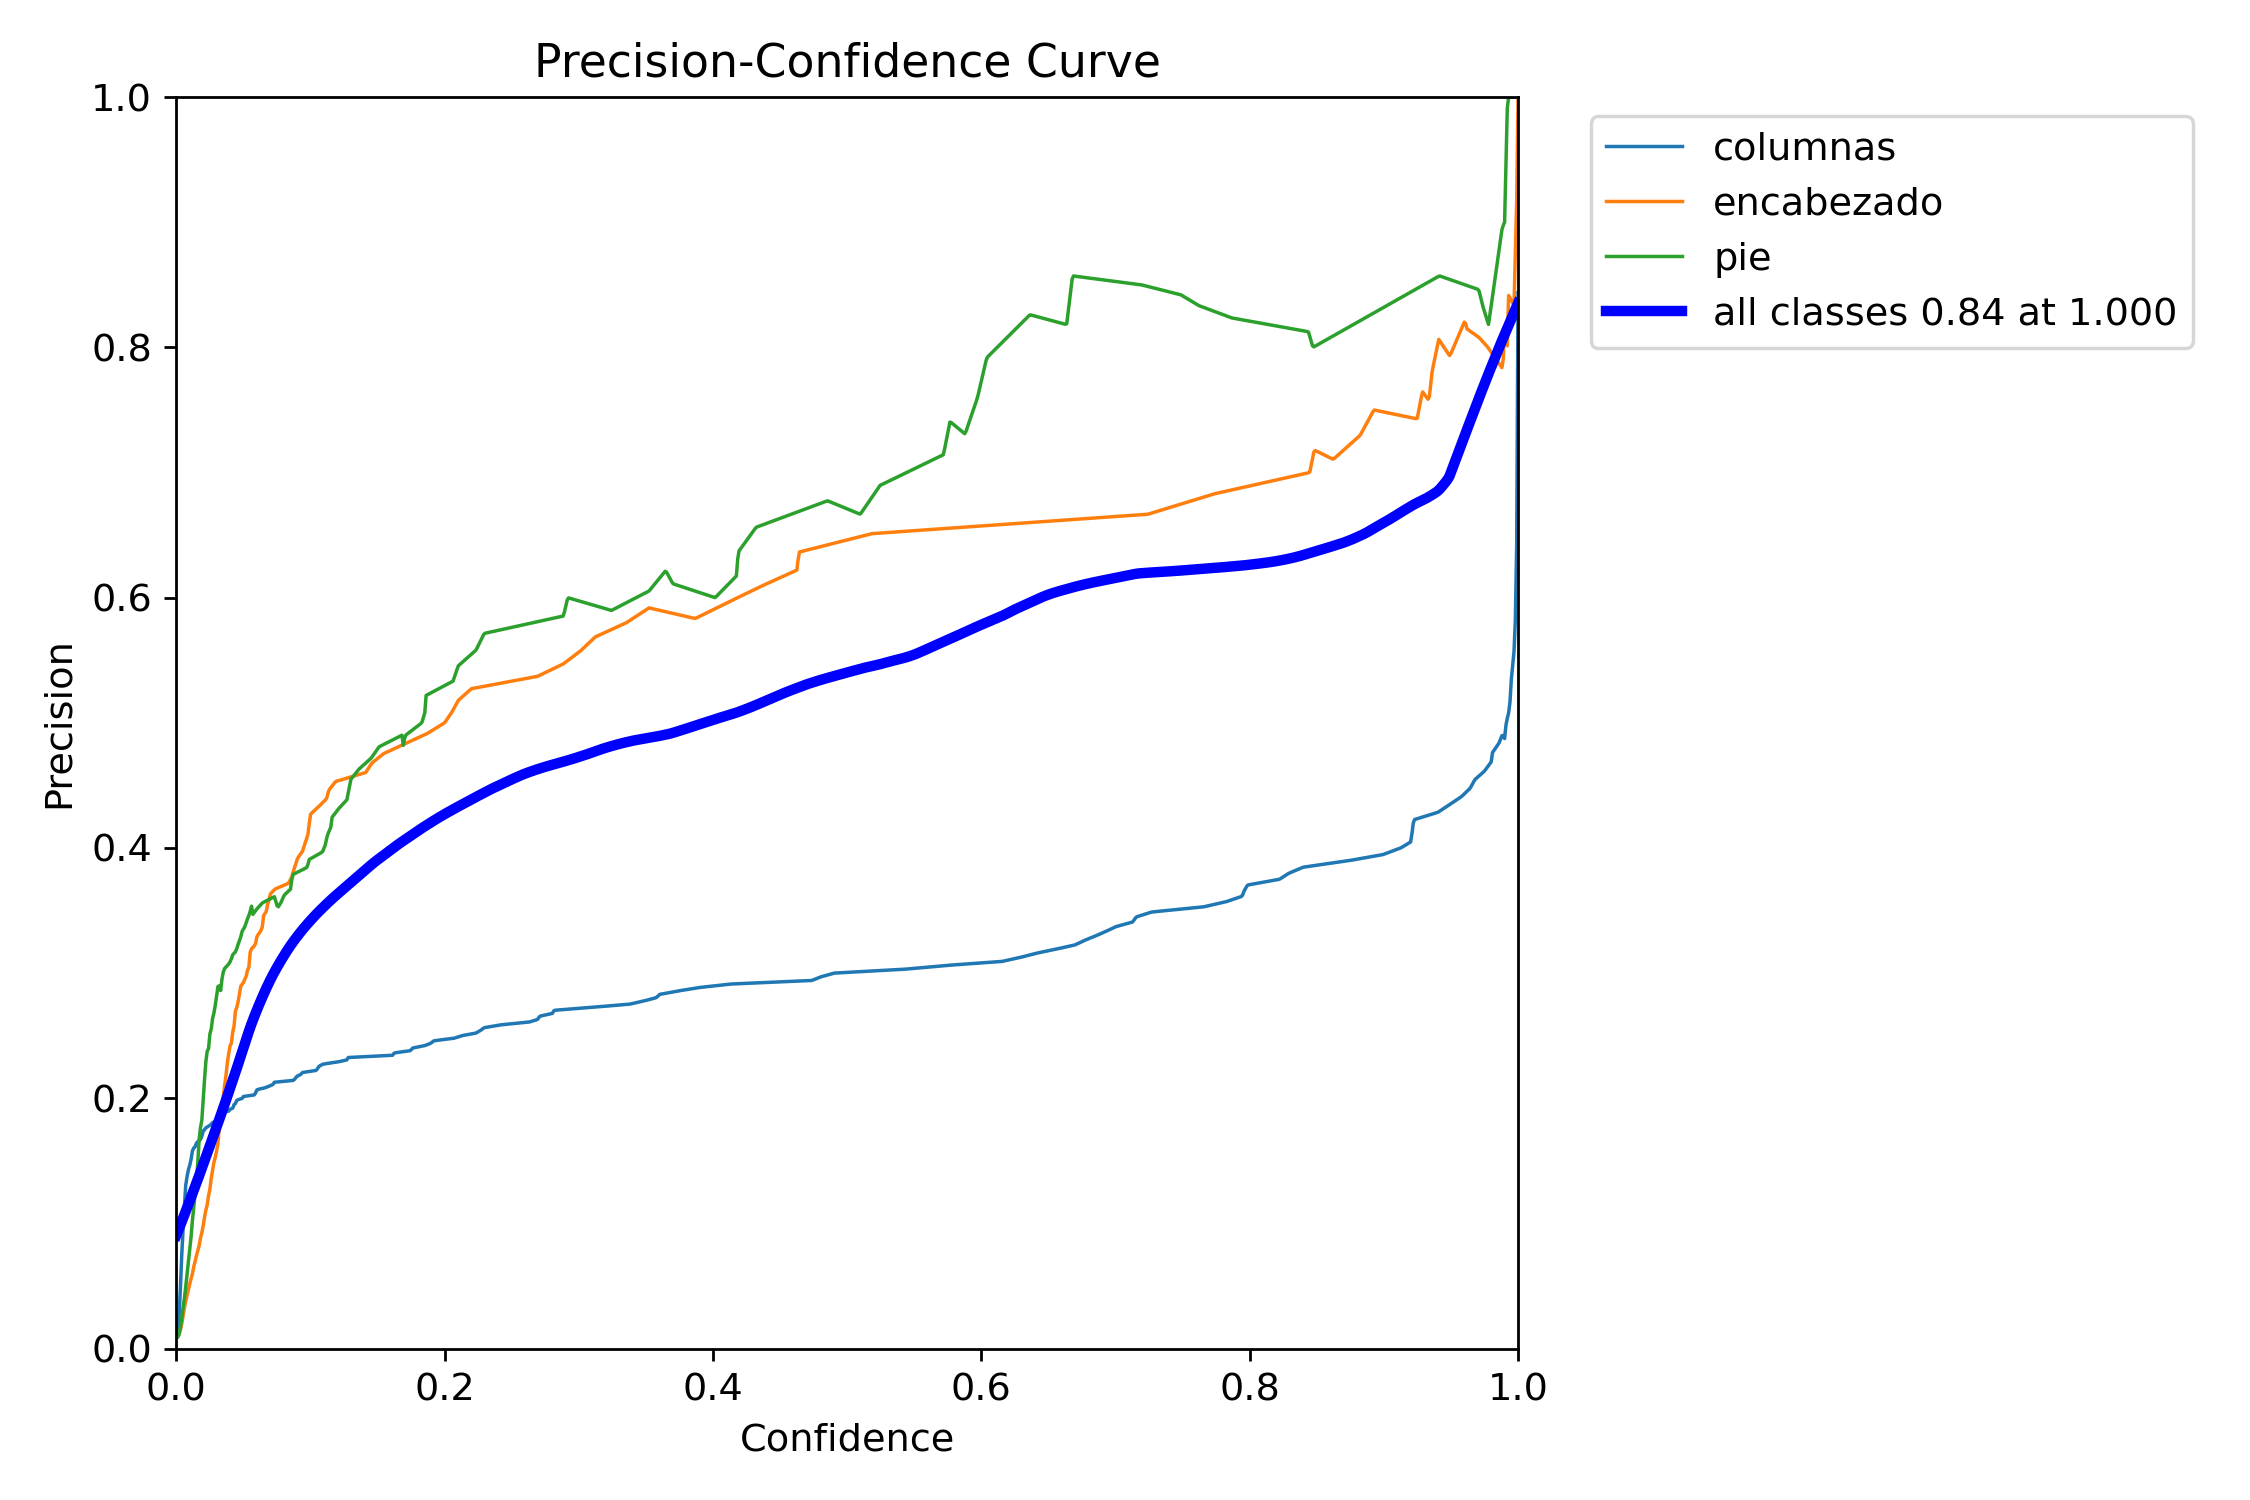 Precision-Confidence Curve
1.0
0.8
0.6
0.4
0.2
0.0
Precision
0.0 0.2 0.4 0.6 0.8 1.0
Confidence
columnas
encabezado
pie
all classes 0.84 at 1.000